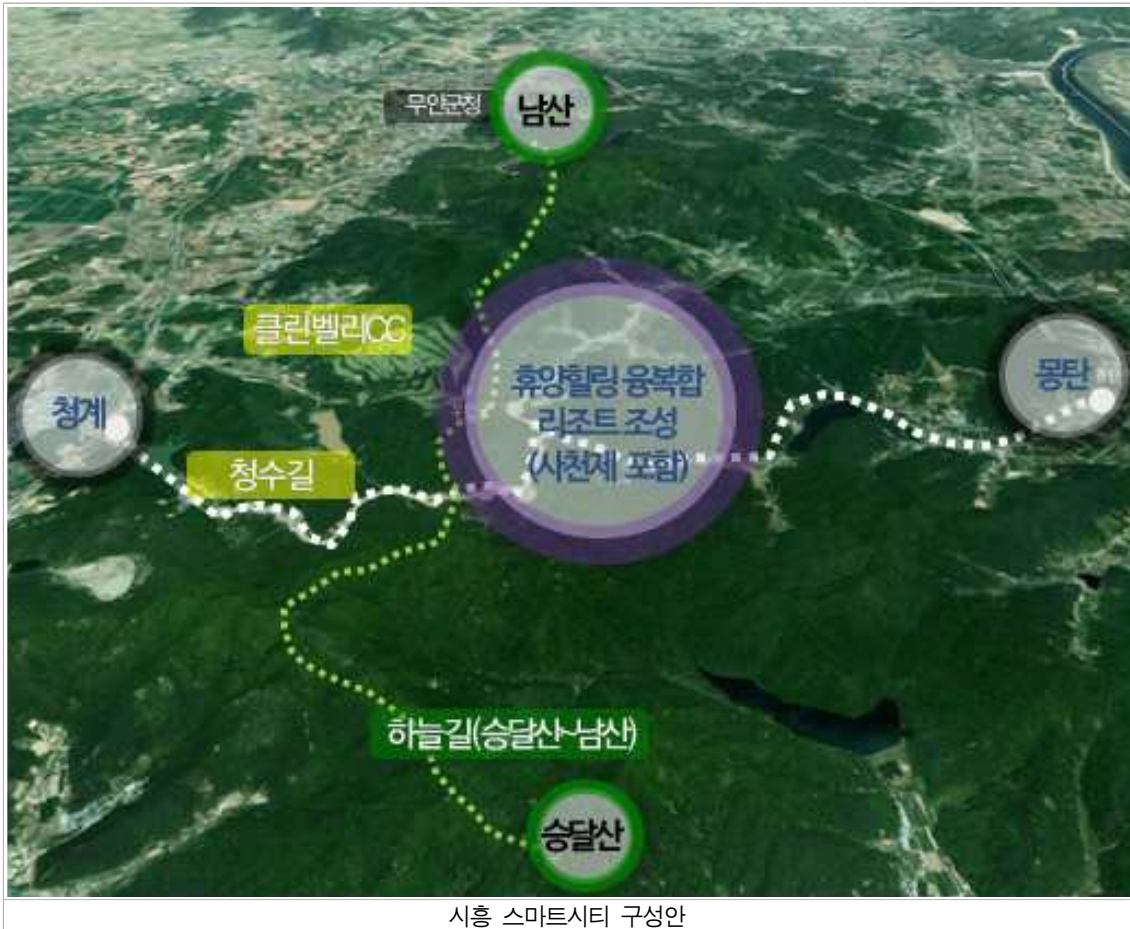 남산
무안군청
클린벨리CC
휴양힐링 융복합
리조트 조성
(사천제 포함)
몽탄
청계
청수길
하늘길(승달산~남산)
승달산
시흥 스마트시티 구성안